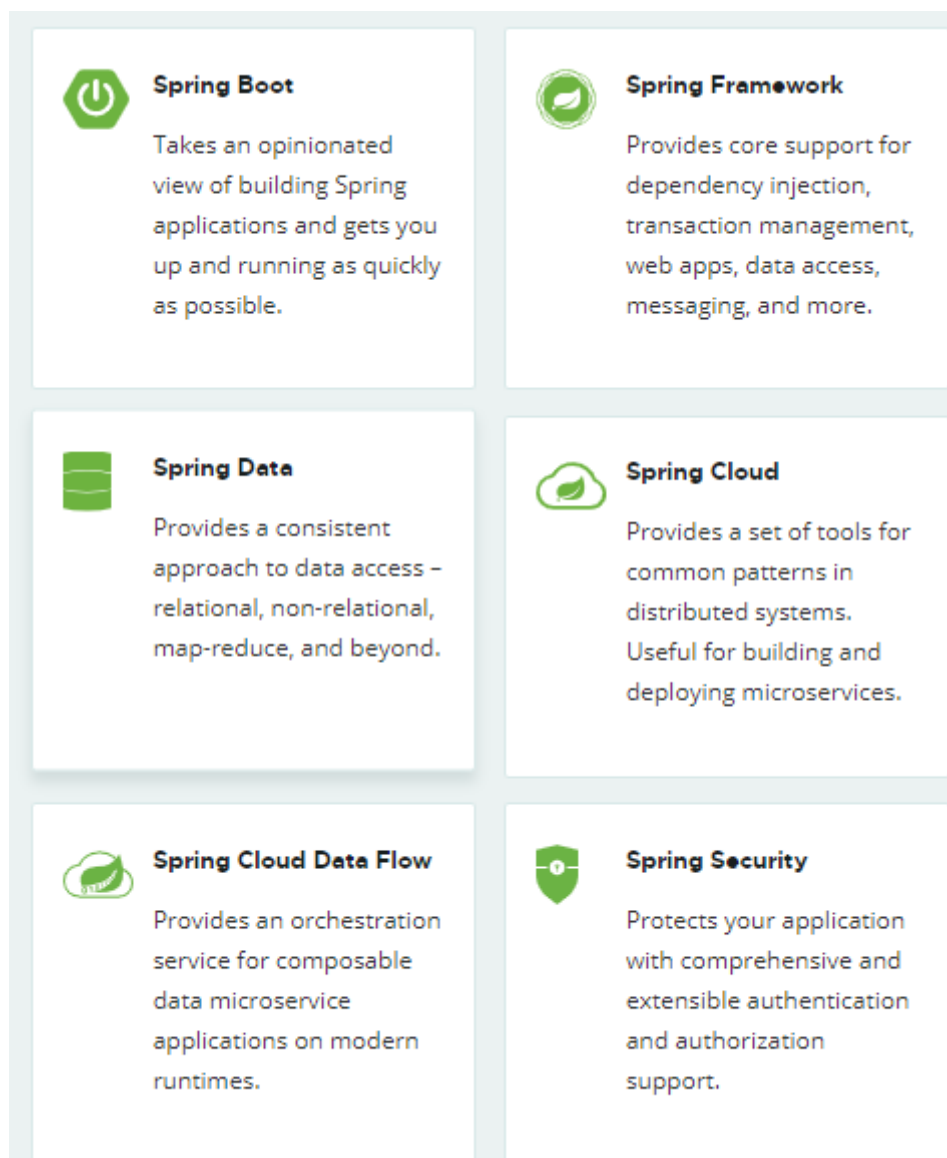 Spring Boot
Takes an opinionated
view of building Spring
applications and gets you
up and running as quickly
as possible.
Spring Framework
Provides core support for
dependency injection,
transaction management,
web apps, data access,
messaging, and more.
Spring Data
Provides a consistent
approach to data access –
relational, non-relational,
map-reduce, and beyond.
Spring Cloud
Provides a set of tools for
common patterns in
distributed systems.
Useful for building and
deploying microservices.
Spring Cloud Data Flow
Provides an orchestration
service for composable
data microservice
applications on modern
runtimes.
Spring Security
Protects your application
with comprehensive and
extensible authentication
and authorization
support.